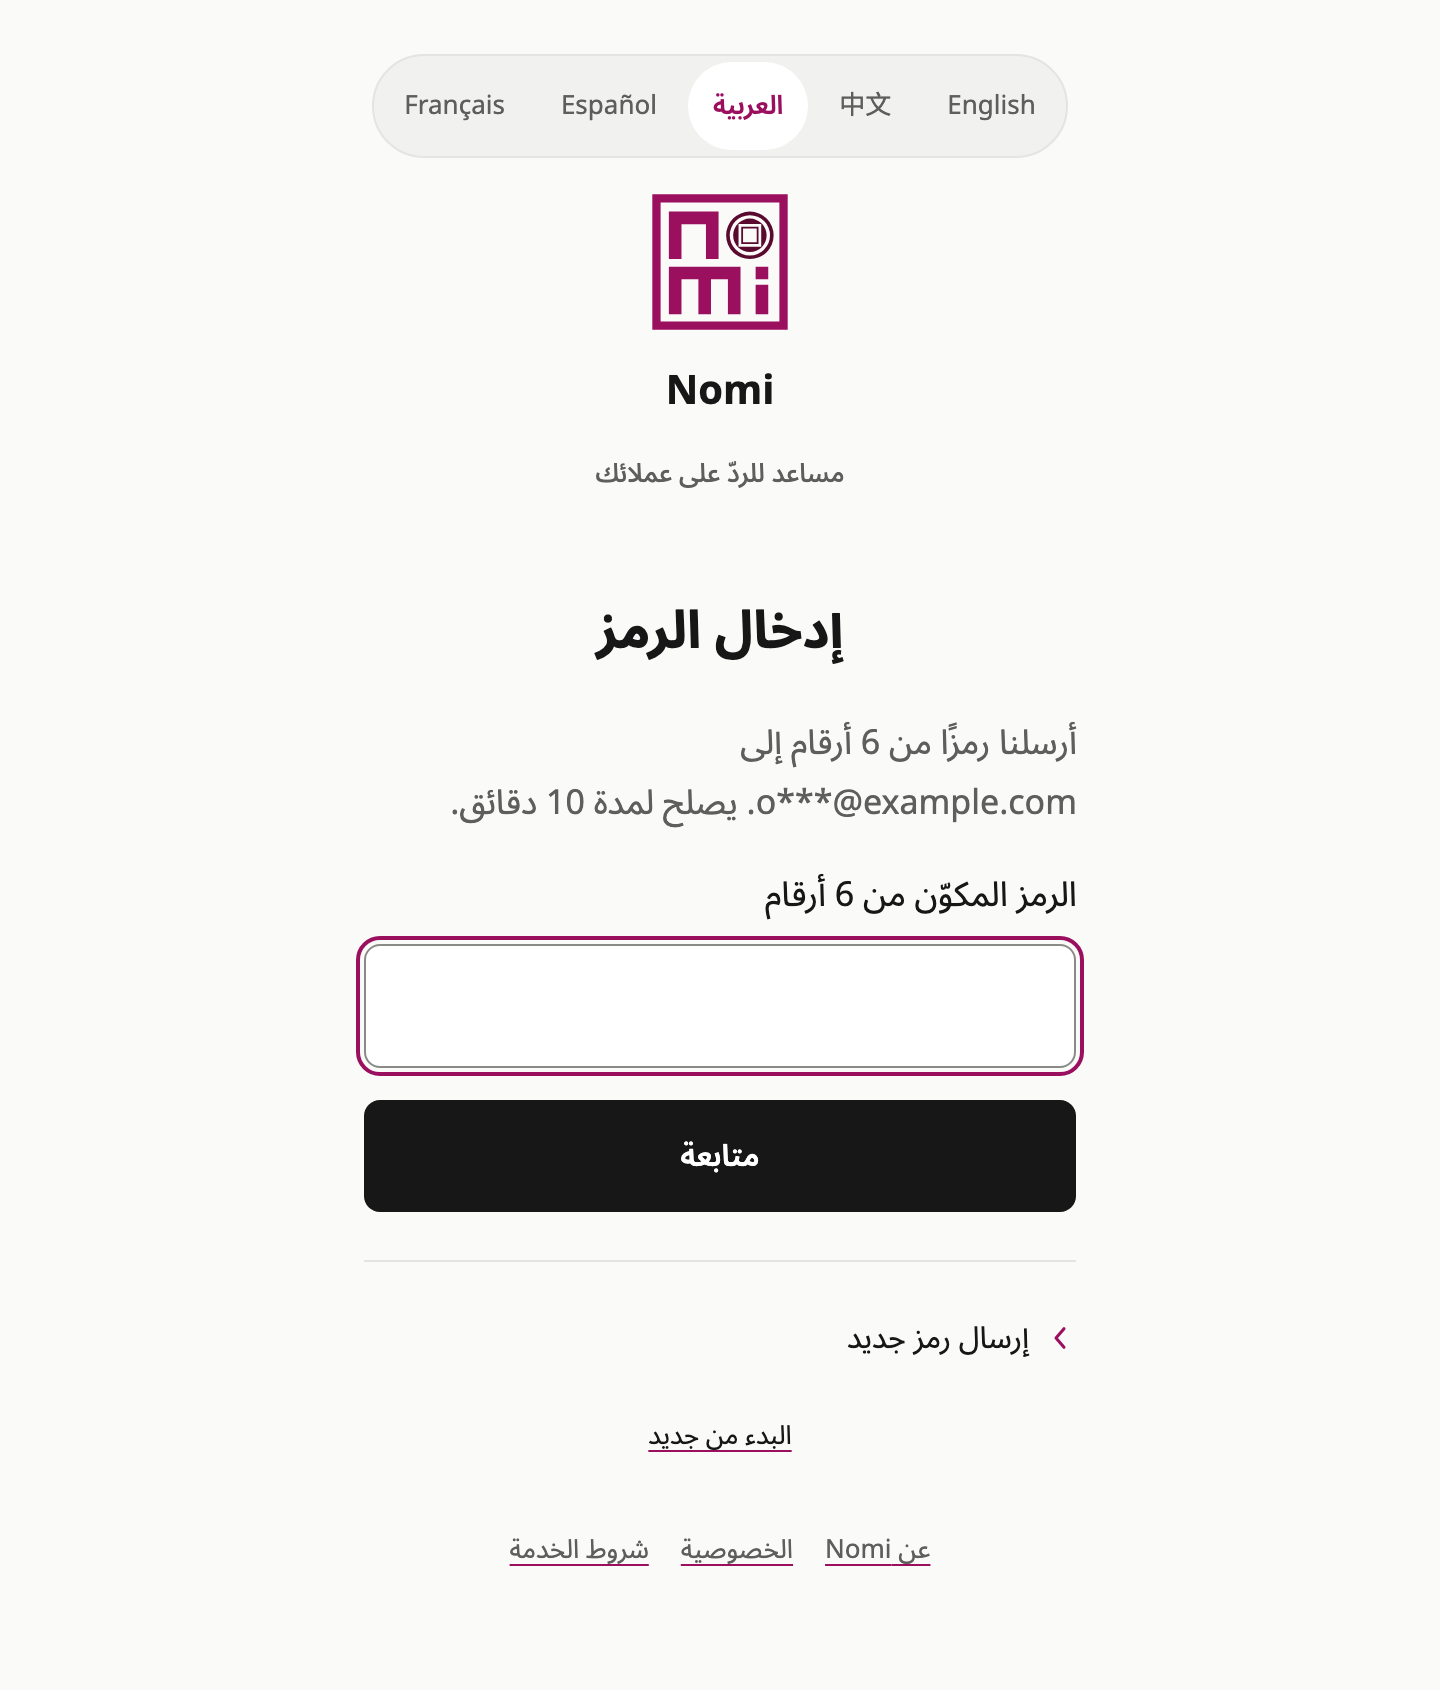 English
中文
العربية
Español
Français
nomi
Nomi
مساعد للردّ على عملائك
إدخال الرمز
أرسلنا رمزًا من 6 أرقام إلى
o***@example.com. يصلح لمدة 10 دقائق.
الرمز المكوّن من 6 أرقام
متابعة
إرسال رمز جديد
البدء من جديد
عن Nomi
الخصوصية
شروط الخدمة